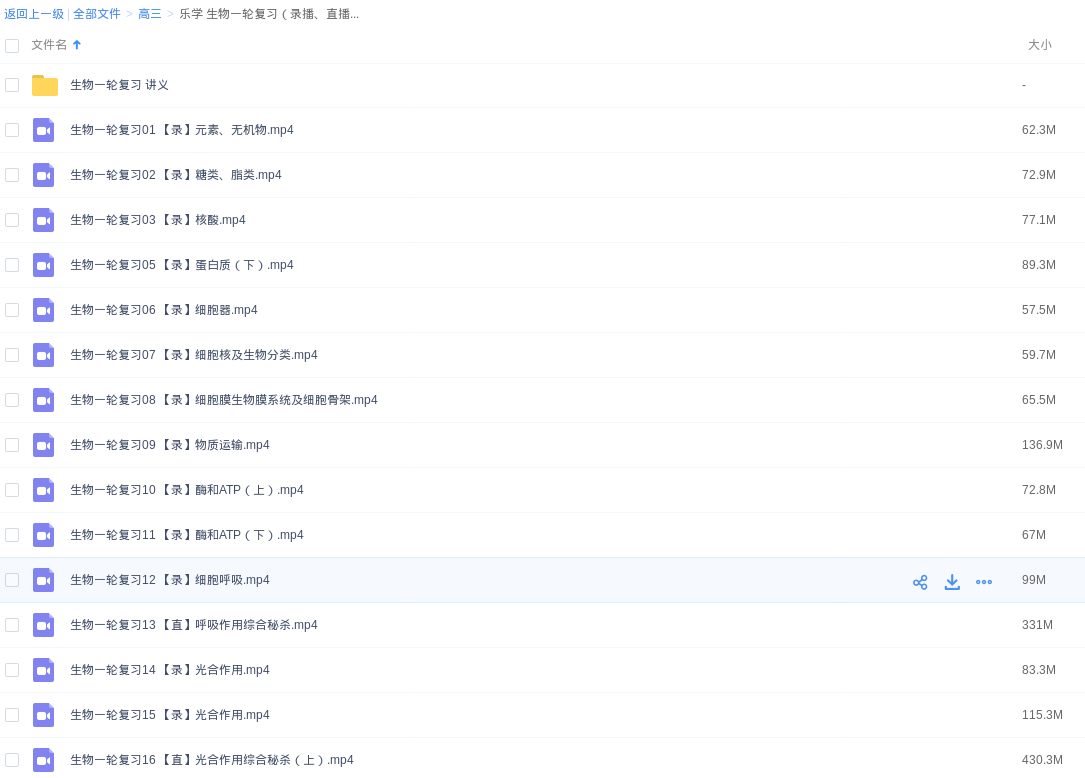 返回上一级 | 全部文件 > 高三 > 乐学 生物一轮复习（录播、直播...
文件名 大小
生物一轮复习 讲义 -
生物一轮复习01 【录】元素、无机物.mp4 62.3M
生物一轮复习02 【录】糖类、脂类.mp4 72.9M
生物一轮复习03 【录】核酸.mp4 77.1M
生物一轮复习05 【录】蛋白质（下）.mp4 89.3M
生物一轮复习06 【录】细胞器.mp4 57.5M
生物一轮复习07 【录】细胞核及生物分类.mp4 59.7M
生物一轮复习08 【录】细胞膜生物膜系统及细胞骨架.mp4 65.5M
生物一轮复习09 【录】物质运输.mp4 136.9M
生物一轮复习10 【录】酶和ATP（上）.mp4 72.8M
生物一轮复习11 【录】酶和ATP（下）.mp4 67M
生物一轮复习12 【录】细胞呼吸.mp4 99M
生物一轮复习13 【直】呼吸作用综合秘杀.mp4 331M
生物一轮复习14 【录】光合作用.mp4 83.3M
生物一轮复习15 【录】光合作用.mp4 115.3M
生物一轮复习16 【直】光合作用综合秘杀（上）.mp4 430.3M